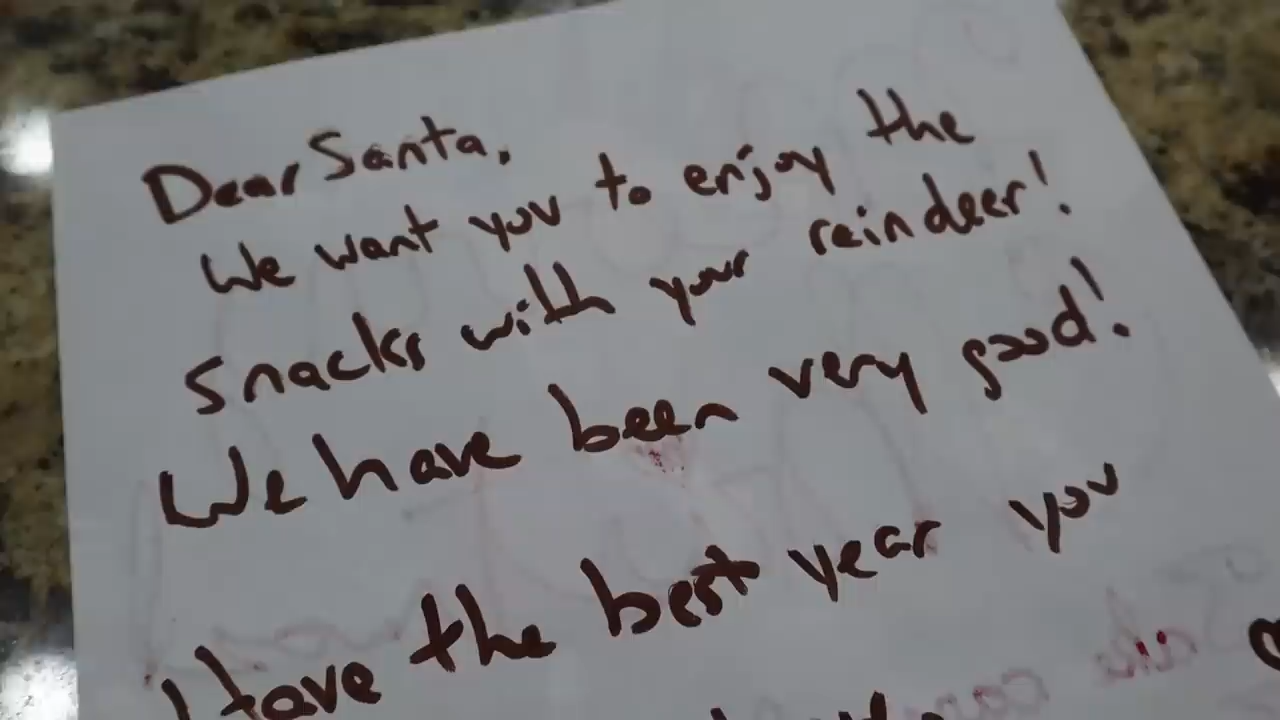 Dear Santa,
We want you to enjoy the
snacks with your reindeer!
We have been very good!
Have the best year you